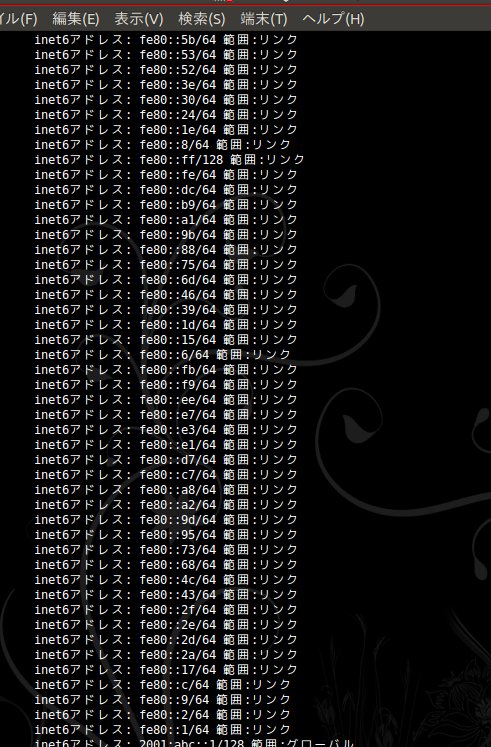 イル(F) 編集(E) 表示(V) 検索(S) 端末(T) ヘルプ(H)
inet6アドレス: fe80::5b/64 範囲:リンク
inet6アドレス: fe80::53/64 範囲:リンク
inet6アドレス: fe80::52/64 範囲:リンク
inet6アドレス: fe80::3e/64 範囲:リンク
inet6アドレス: fe80::30/64 範囲:リンク
inet6アドレス: fe80::24/64 範囲:リンク
inet6アドレス: fe80::1e/64 範囲:リンク
inet6アドレス: fe80::8/64 範囲:リンク
inet6アドレス: fe80::ff/128 範囲:リンク
inet6アドレス: fe80::fe/64 範囲:リンク
inet6アドレス: fe80::dc/64 範囲:リンク
inet6アドレス: fe80::b9/64 範囲:リンク
inet6アドレス: fe80::a1/64 範囲:リンク
inet6アドレス: fe80::9b/64 範囲:リンク
inet6アドレス: fe80::88/64 範囲:リンク
inet6アドレス: fe80::75/64 範囲:リンク
inet6アドレス: fe80::6d/64 範囲:リンク
inet6アドレス: fe80::46/64 範囲:リンク
inet6アドレス: fe80::39/64 範囲:リンク
inet6アドレス: fe80::1d/64 範囲:リンク
inet6アドレス: fe80::15/64 範囲:リンク
inet6アドレス: fe80::6/64 範囲:リンク
inet6アドレス: fe80::fb/64 範囲:リンク
inet6アドレス: fe80::f9/64 範囲:リンク
inet6アドレス: fe80::ee/64 範囲:リンク
inet6アドレス: fe80::e7/64 範囲:リンク
inet6アドレス: fe80::e3/64 範囲:リンク
inet6アドレス: fe80::e1/64 範囲:リンク
inet6アドレス: fe80::d7/64 範囲:リンク
inet6アドレス: fe80::c7/64 範囲:リンク
inet6アドレス: fe80::a8/64 範囲:リンク
inet6アドレス: fe80::a2/64 範囲:リンク
inet6アドレス: fe80::9d/64 範囲:リンク
inet6アドレス: fe80::95/64 範囲:リンク
inet6アドレス: fe80::73/64 範囲:リンク
inet6アドレス: fe80::68/64 範囲:リンク
inet6アドレス: fe80::4c/64 範囲:リンク
inet6アドレス: fe80::43/64 範囲:リンク
inet6アドレス: fe80::2f/64 範囲:リンク
inet6アドレス: fe80::2e/64 範囲:リンク
inet6アドレス: fe80::2d/64 範囲:リンク
inet6アドレス: fe80::2a/64 範囲:リンク
inet6アドレス: fe80::17/64 範囲:リンク
inet6アドレス: fe80::c/64 範囲:リンク
inet6アドレス: fe80::9/64 範囲:リンク
inet6アドレス: fe80::2/64 範囲:リンク
inet6アドレス: fe80::1/64 範囲:リンク
inet6アドレス: 2001:abc::1/128 範囲:グローバル